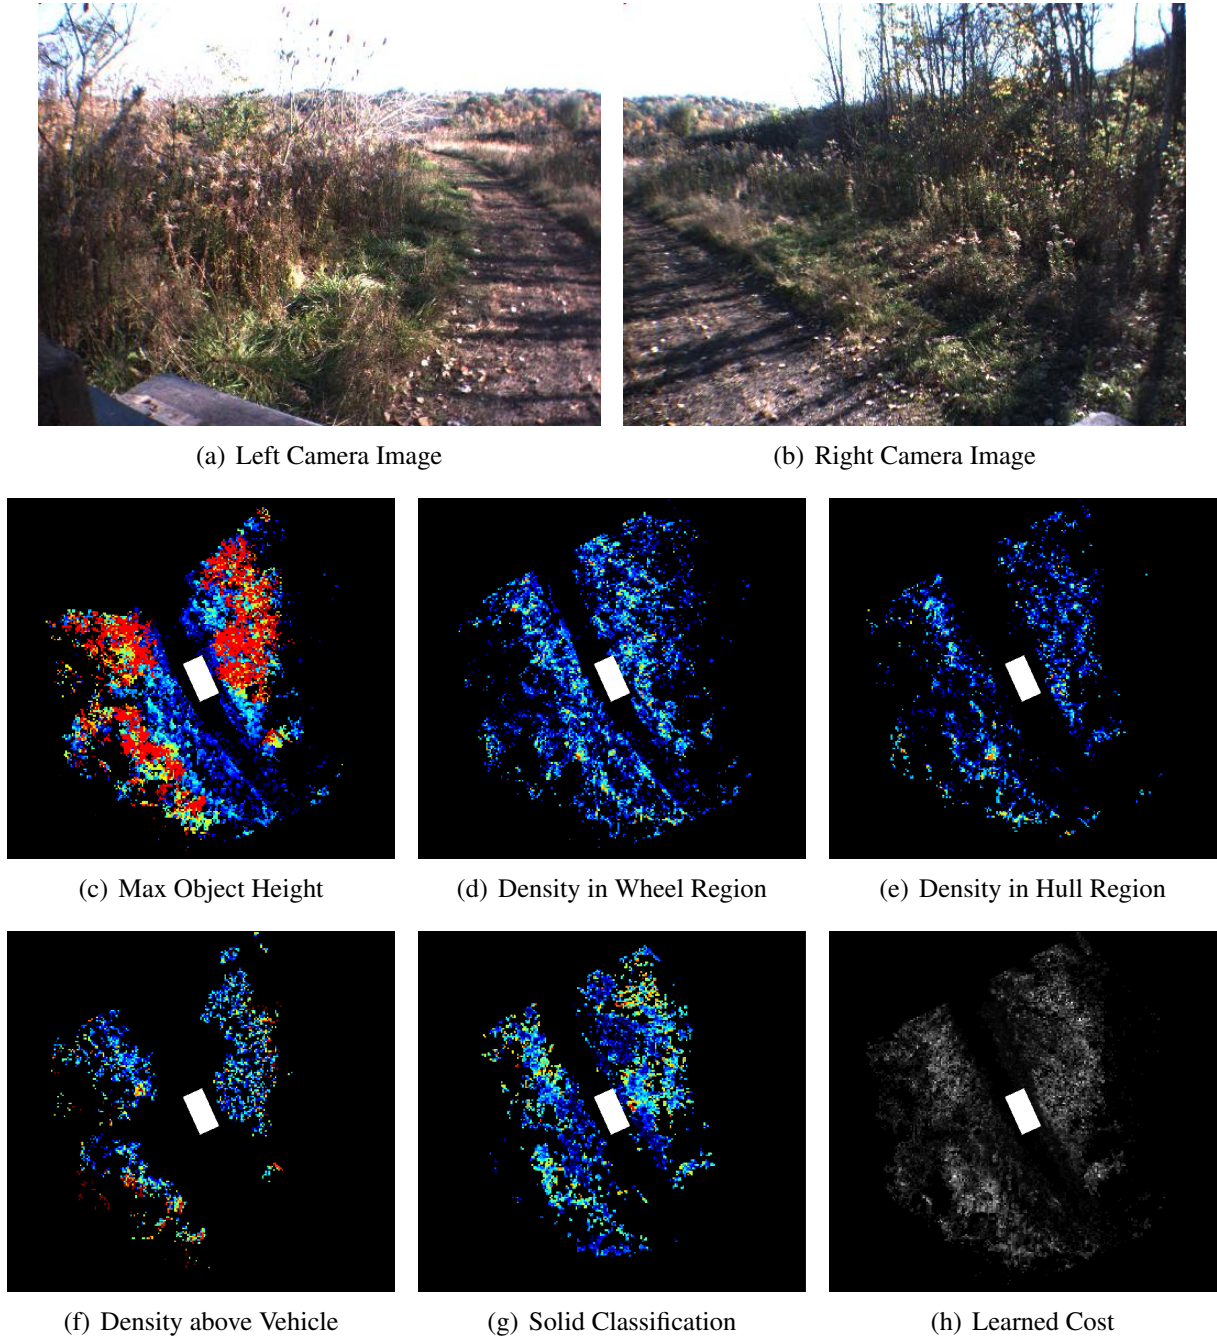 (a) Left Camera Image
(b) Right Camera Image
(c) Max Object Height
(d) Density in Wheel Region
(e) Density in Hull Region
(f) Density above Vehicle
(g) Solid Classification
(h) Learned Cost